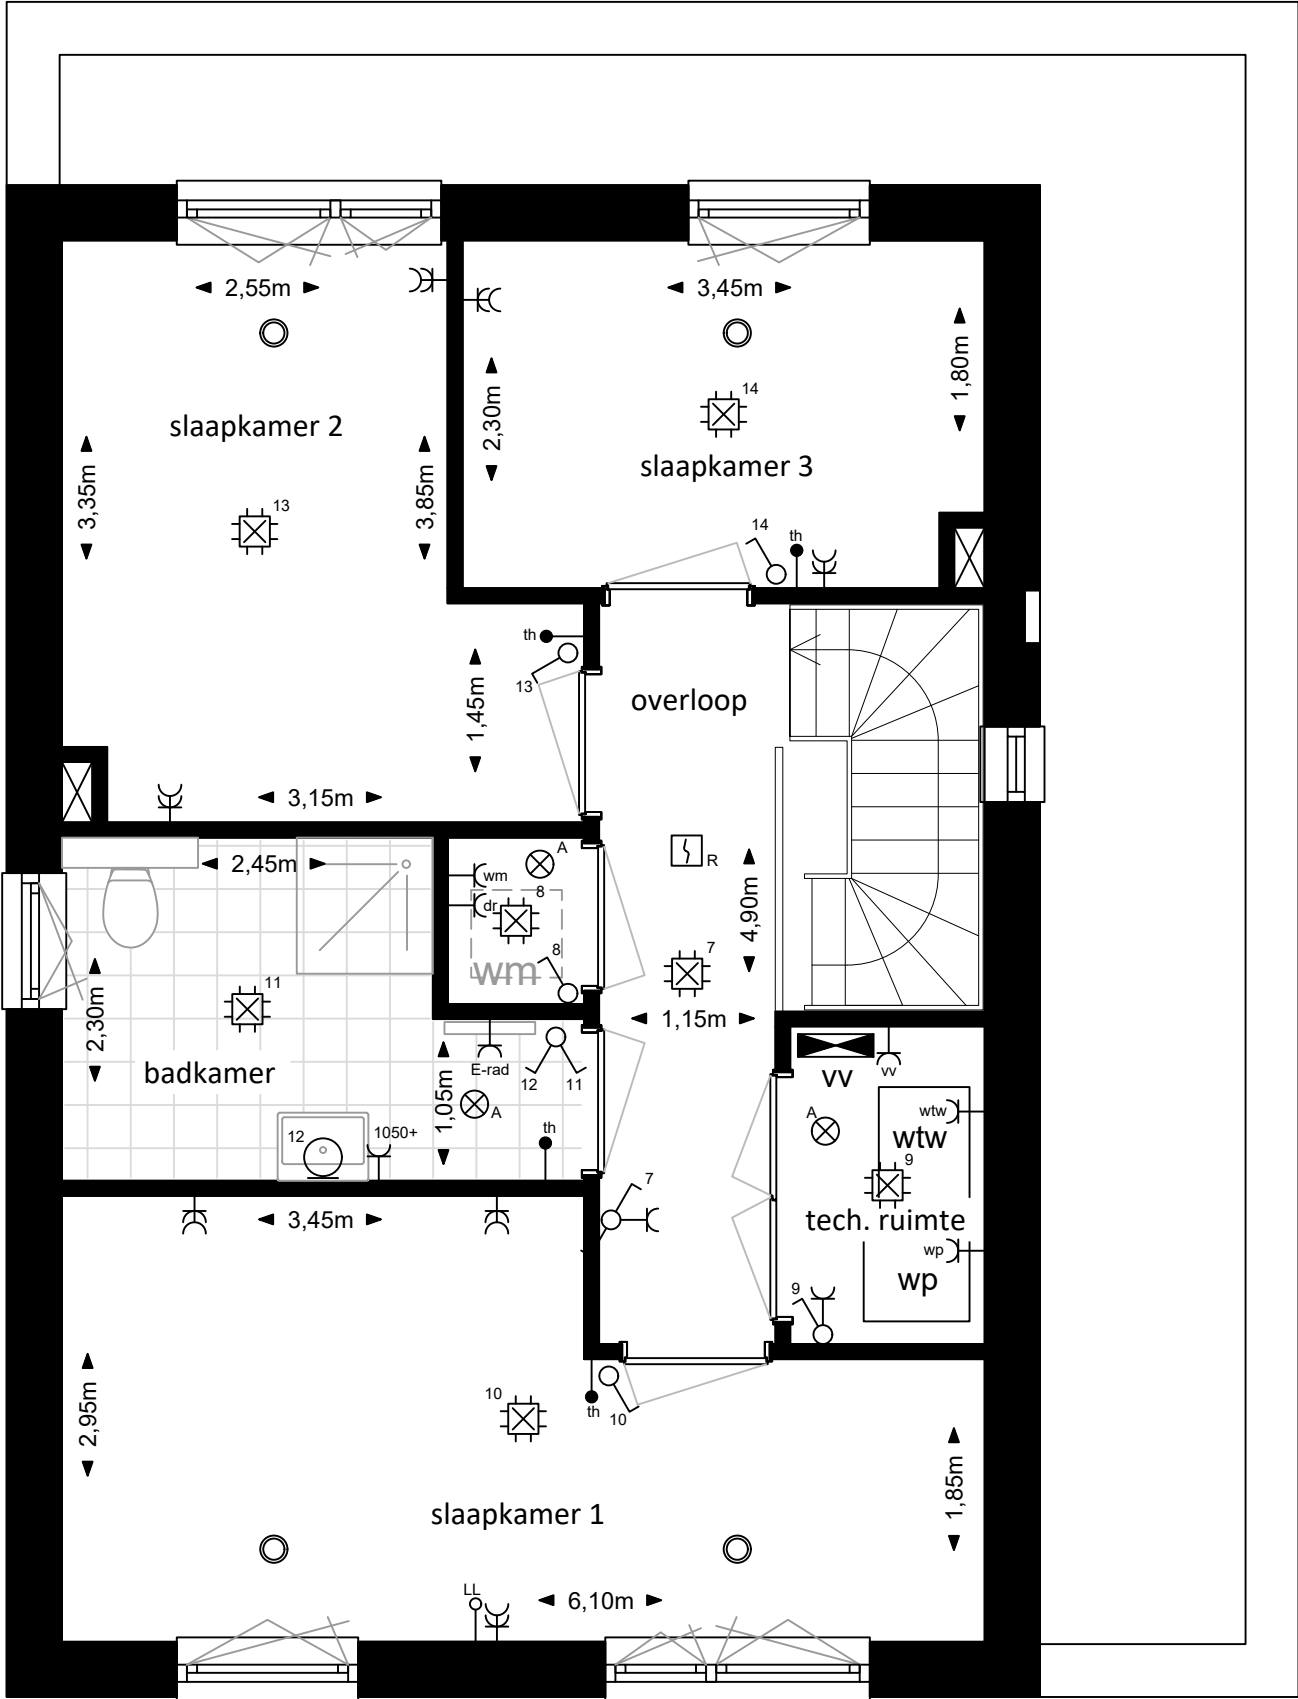 2,55m
3,45m
1,80m
14
2,30m
slaapkamer 2
slaapkamer 3
3,35m
3,85m
13
14
th
th
13
1,45m
overloop
3,15m
2,45m
A
R
wm
8
dr
4,90m
8
7
wm
11
2,30m
1,15m
badkamer
E-rad
12
11
vv
vv
1,05m
A
A
wtw
wtw
12
1050+
th
9
7
3,45m
tech. ruimte
wp
wp
9
2,95m
10
th
10
1,85m
slaapkamer 1
LL
6,10m